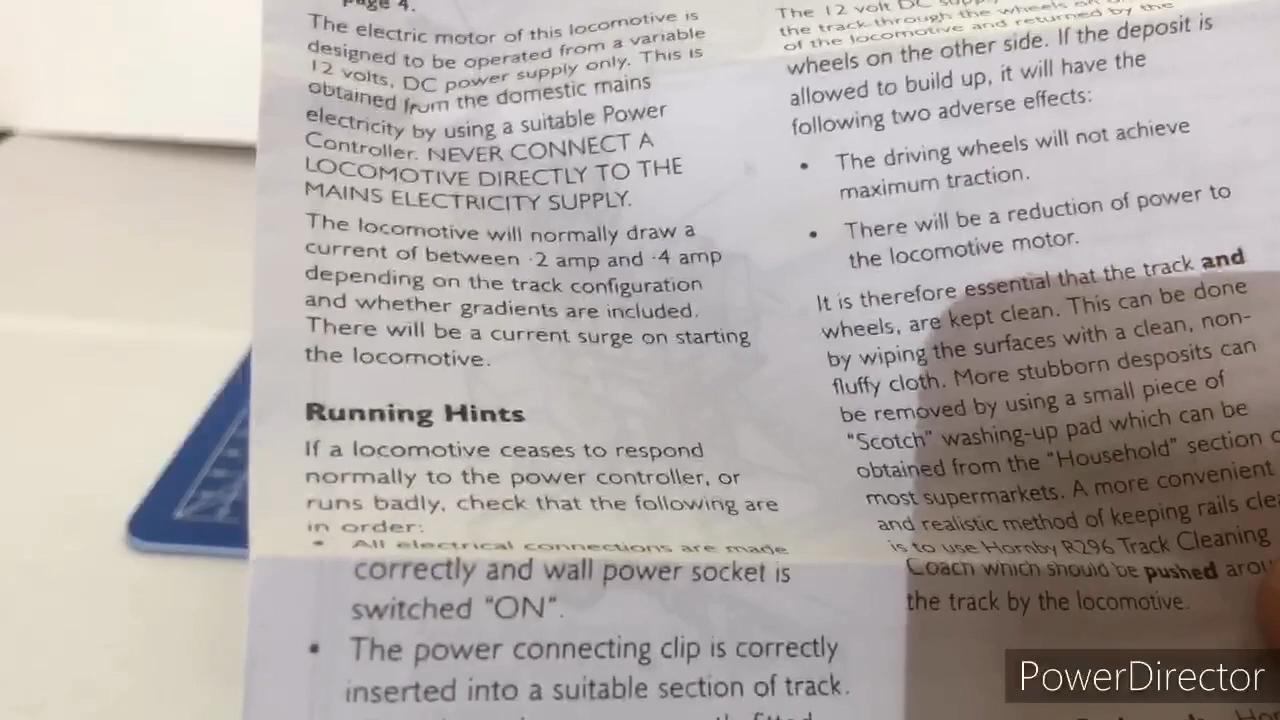 page 4.
The electric motor of this locomotive is
designed to be operated from a variable
12 volts, DC power supply only. This is
obtained from the domestic mains
electricity by using a suitable Power
Controller. NEVER CONNECT A
LOCOMOTIVE DIRECTLY TO THE
MAINS ELECTRICITY SUPPLY.
The locomotive will normally draw a
current of between ·2 amp and ·4 amp
depending on the track configuration
and whether gradients are included.
There will be a current surge on starting
the locomotive.
Running Hints
If a locomotive ceases to respond
normally to the power controller, or
runs badly, check that the following are
in order:
• All electrical connections are made
correctly and wall power socket is
switched "ON".
• The power connecting clip is correctly
inserted into a suitable section of track.
The 12 volt DC
the track through the wheels on
of the locomotive and returned by the
wheels on the other side. If the deposit is
allowed to build up, it will have the
following two adverse effects:
• The driving wheels will not achieve
maximum traction.
• There will be a reduction of power to
the locomotive motor.
It is therefore essential that the track and
wheels, are kept clean. This can be done
by wiping the surfaces with a clean, non-
fluffy cloth. More stubborn desposits can
be removed by using a small piece of
"Scotch" washing-up pad which can be
obtained from the "Household" section
most supermarkets. A more convenient
and realistic method of keeping rails
is to use Hornby R296 Track Cleaning
Coach which should be pushed
the track by the locomotive.
PowerDirector